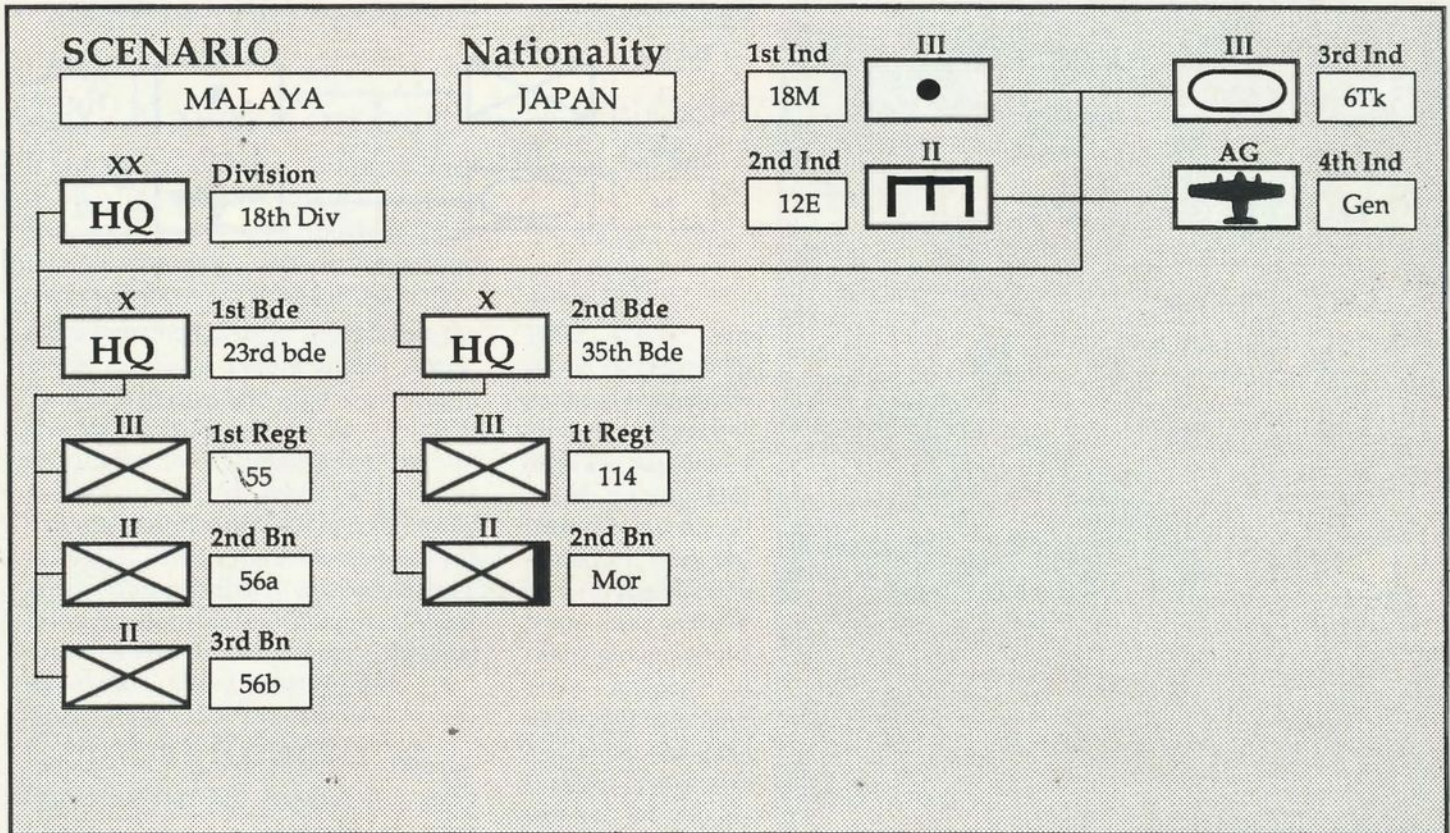 SCENARIO
MALAYA
Nationality
JAPAN
1st Ind
18M
III
III
3rd Ind
6Tk
2nd Ind
12E
II
AG
4th Ind
Gen
XX
HQ
Division
18th Div
X
HQ
1st Bde
23rd bde
X
HQ
2nd Bde
35th Bde
III
1st Regt
55
III
1t Regt
114
II
2nd Bn
56a
II
2nd Bn
Mor
II
3rd Bn
56b